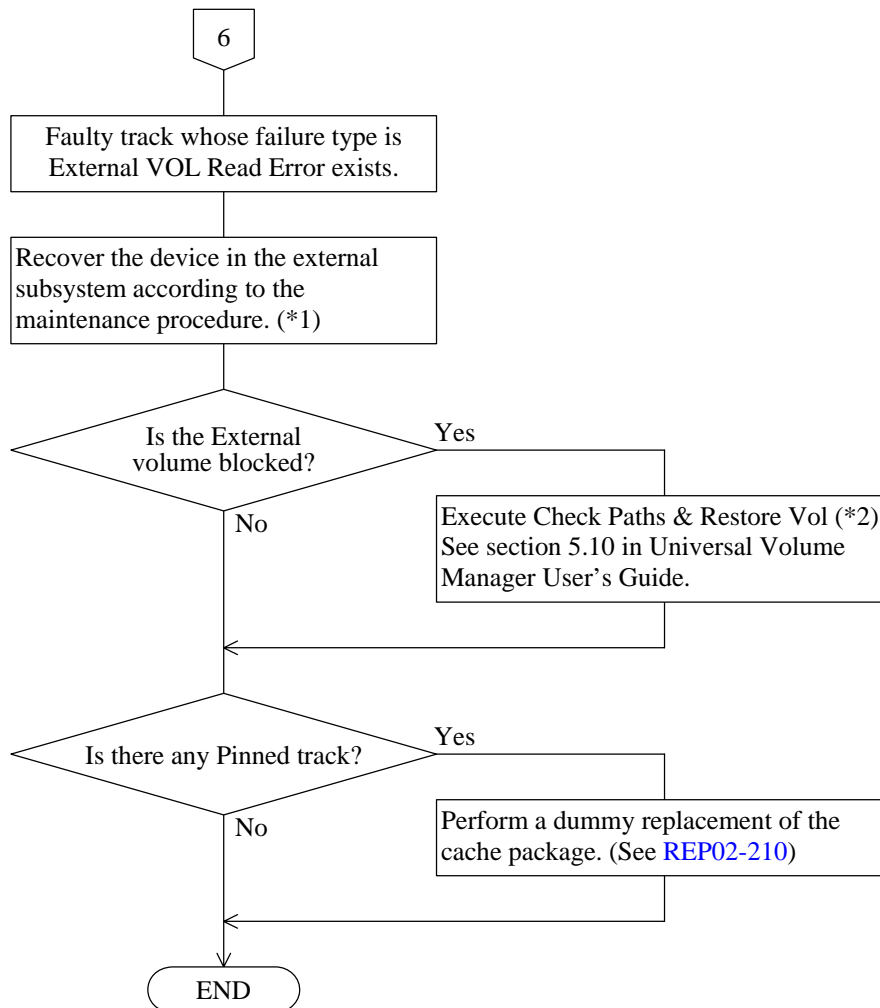 6
Faulty track whose failure type is
External VOL Read Error exists.
Recover the device in the external
subsystem according to the
maintenance procedure. (*1)
Is the External
volume blocked?
Yes
No
Execute Check Paths & Restore Vol (*2)
See section 5.10 in Universal Volume
Manager User’s Guide.
Is there any Pinned track?
Yes
No
Perform a dummy replacement of the
cache package. (See REP02-210)
END